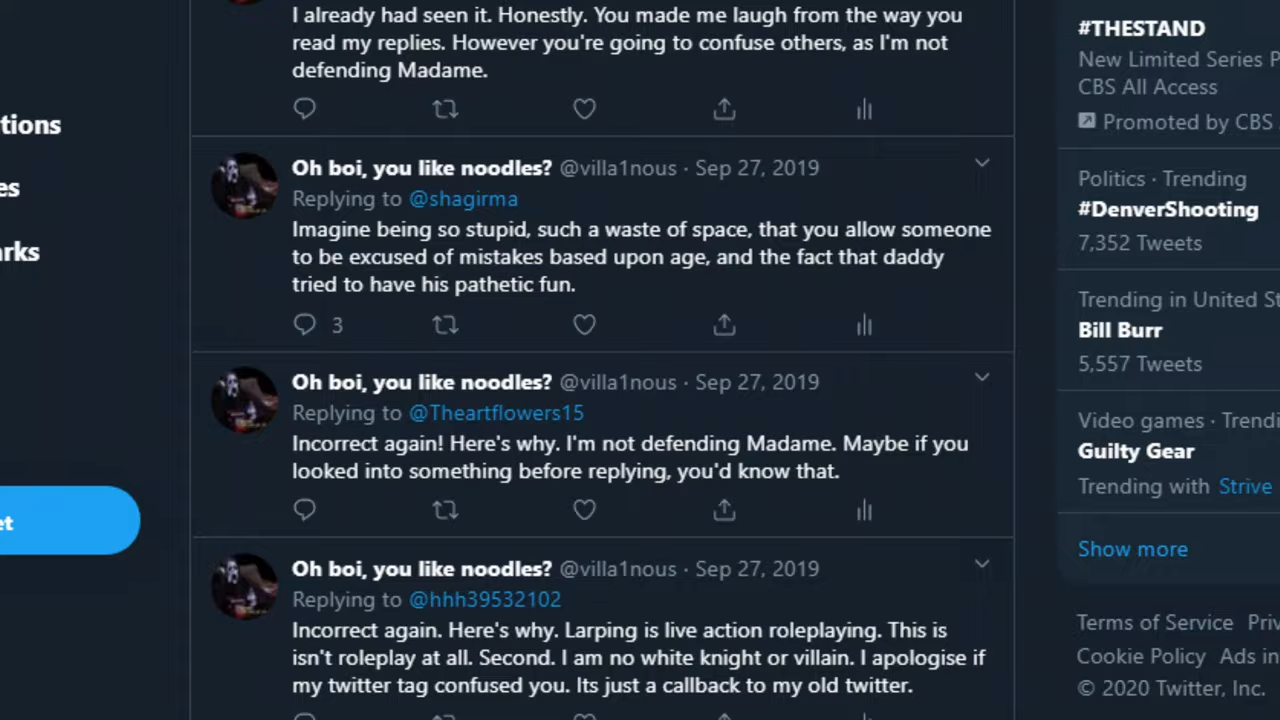 I already had seen it. Honestly. You made me laugh from the way you
read my replies. However you're going to confuse others, as I'm not
defending Madame.
Oh boi, you like noodles? @villa1nous · Sep 27, 2019
Replying to @shagirma
Imagine being so stupid, such a waste of space, that you allow someone
to be excused of mistakes based upon age, and the fact that daddy
tried to have his pathetic fun.
3
Oh boi, you like noodles? @villa1nous · Sep 27, 2019
Replying to @Theartflowers15
Incorrect again! Here's why. I'm not defending Madame. Maybe if you
looked into something before replying, you'd know that.
Oh boi, you like noodles? @villa1nous · Sep 27, 2019
Replying to @hhh39532102
Incorrect again. Here's why. Larping is live action roleplaying. This is
isn't roleplay at all. Second. I am no white knight or villain. I apologise if
my twitter tag confused you. Its just a callback to my old twitter.
tions
es
arks
et
#THESTAND
New Limited Series P
CBS All Access
Promoted by CBS
Politics · Trending
#DenverShooting
7,352 Tweets
Trending in United St
Bill Burr
5,557 Tweets
Video games · Trendi
Guilty Gear
Trending with Strive
Show more
Terms of Service Priv
Cookie Policy Ads in
© 2020 Twitter, Inc.